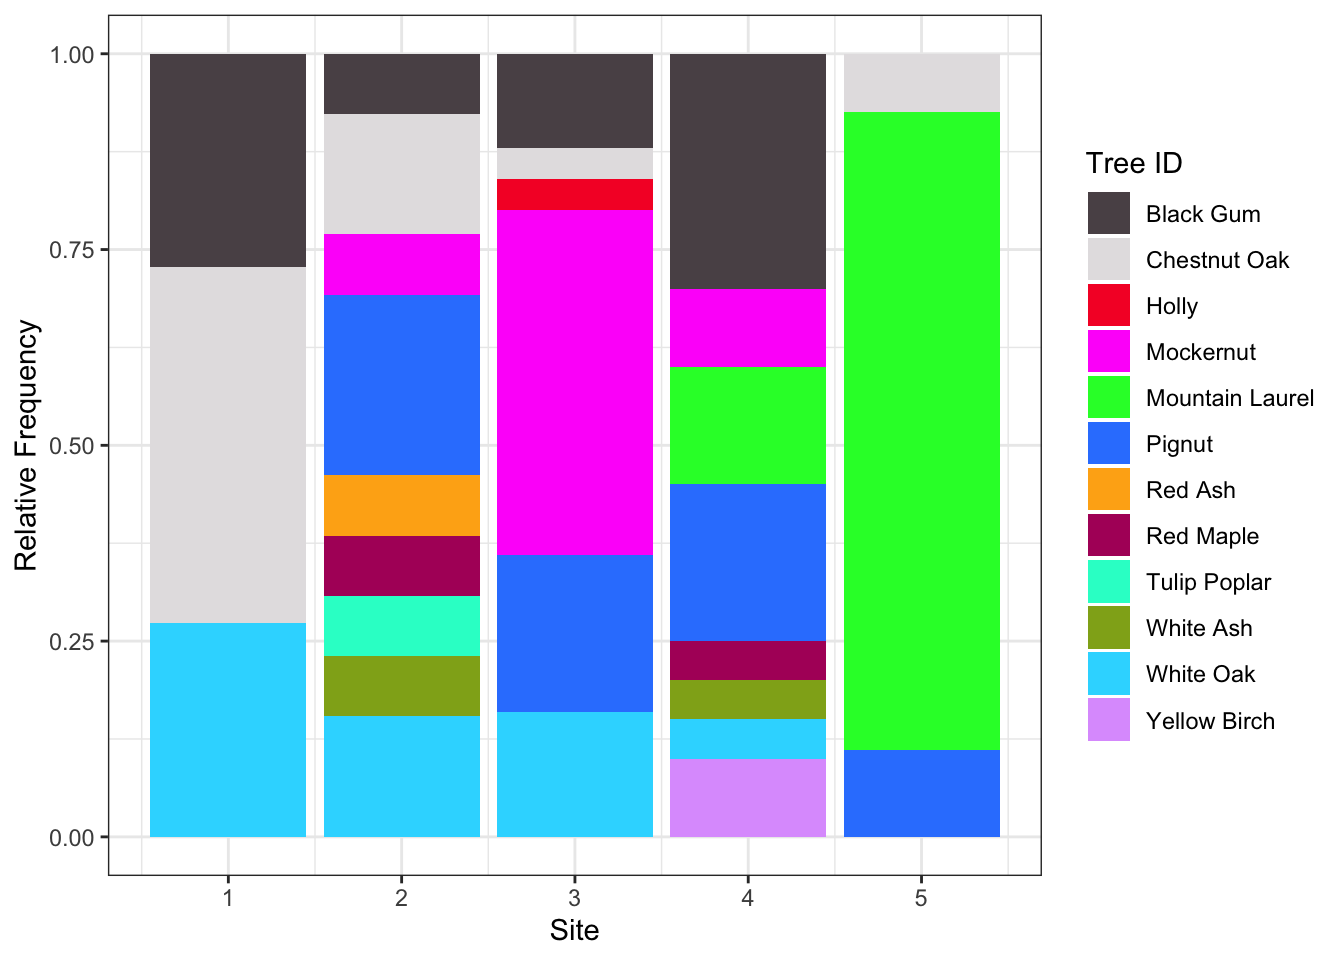 1.00
0.75
0.50
0.25
0.00
Relative Frequency
1 2 3 4 5
Site
Tree ID
Black Gum
Chestnut Oak
Holly
Mockernut
Mountain Laurel
Pignut
Red Ash
Red Maple
Tulip Poplar
White Ash
White Oak
Yellow Birch